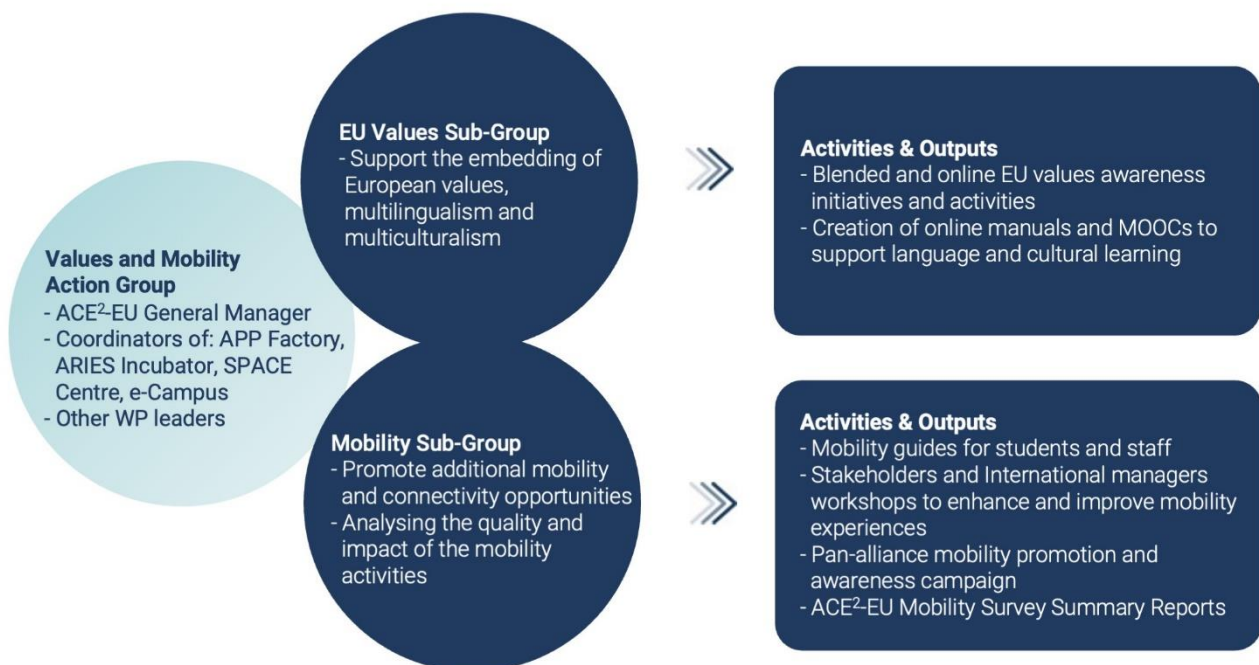 Values and Mobility
Action Group
- ACE²-EU General Manager
- Coordinators of: APP Factory,
ARIES Incubator, SPACE
Centre, e-Campus
- Other WP leaders
EU Values Sub-Group
- Support the embedding of
European values,
multilingualism and
multiculturalism
Activities & Outputs
- Blended and online EU values awareness
initiatives and activities
- Creation of online manuals and MOOCs to
support language and cultural learning
Mobility Sub-Group
- Promote additional mobility
and connectivity opportunities
- Analysing the quality and
impact of the mobility
activities
Activities & Outputs
- Mobility guides for students and staff
- Stakeholders and International managers
workshops to enhance and improve mobility
experiences
- Pan-alliance mobility promotion and
awareness campaign
- ACE²-EU Mobility Survey Summary Reports